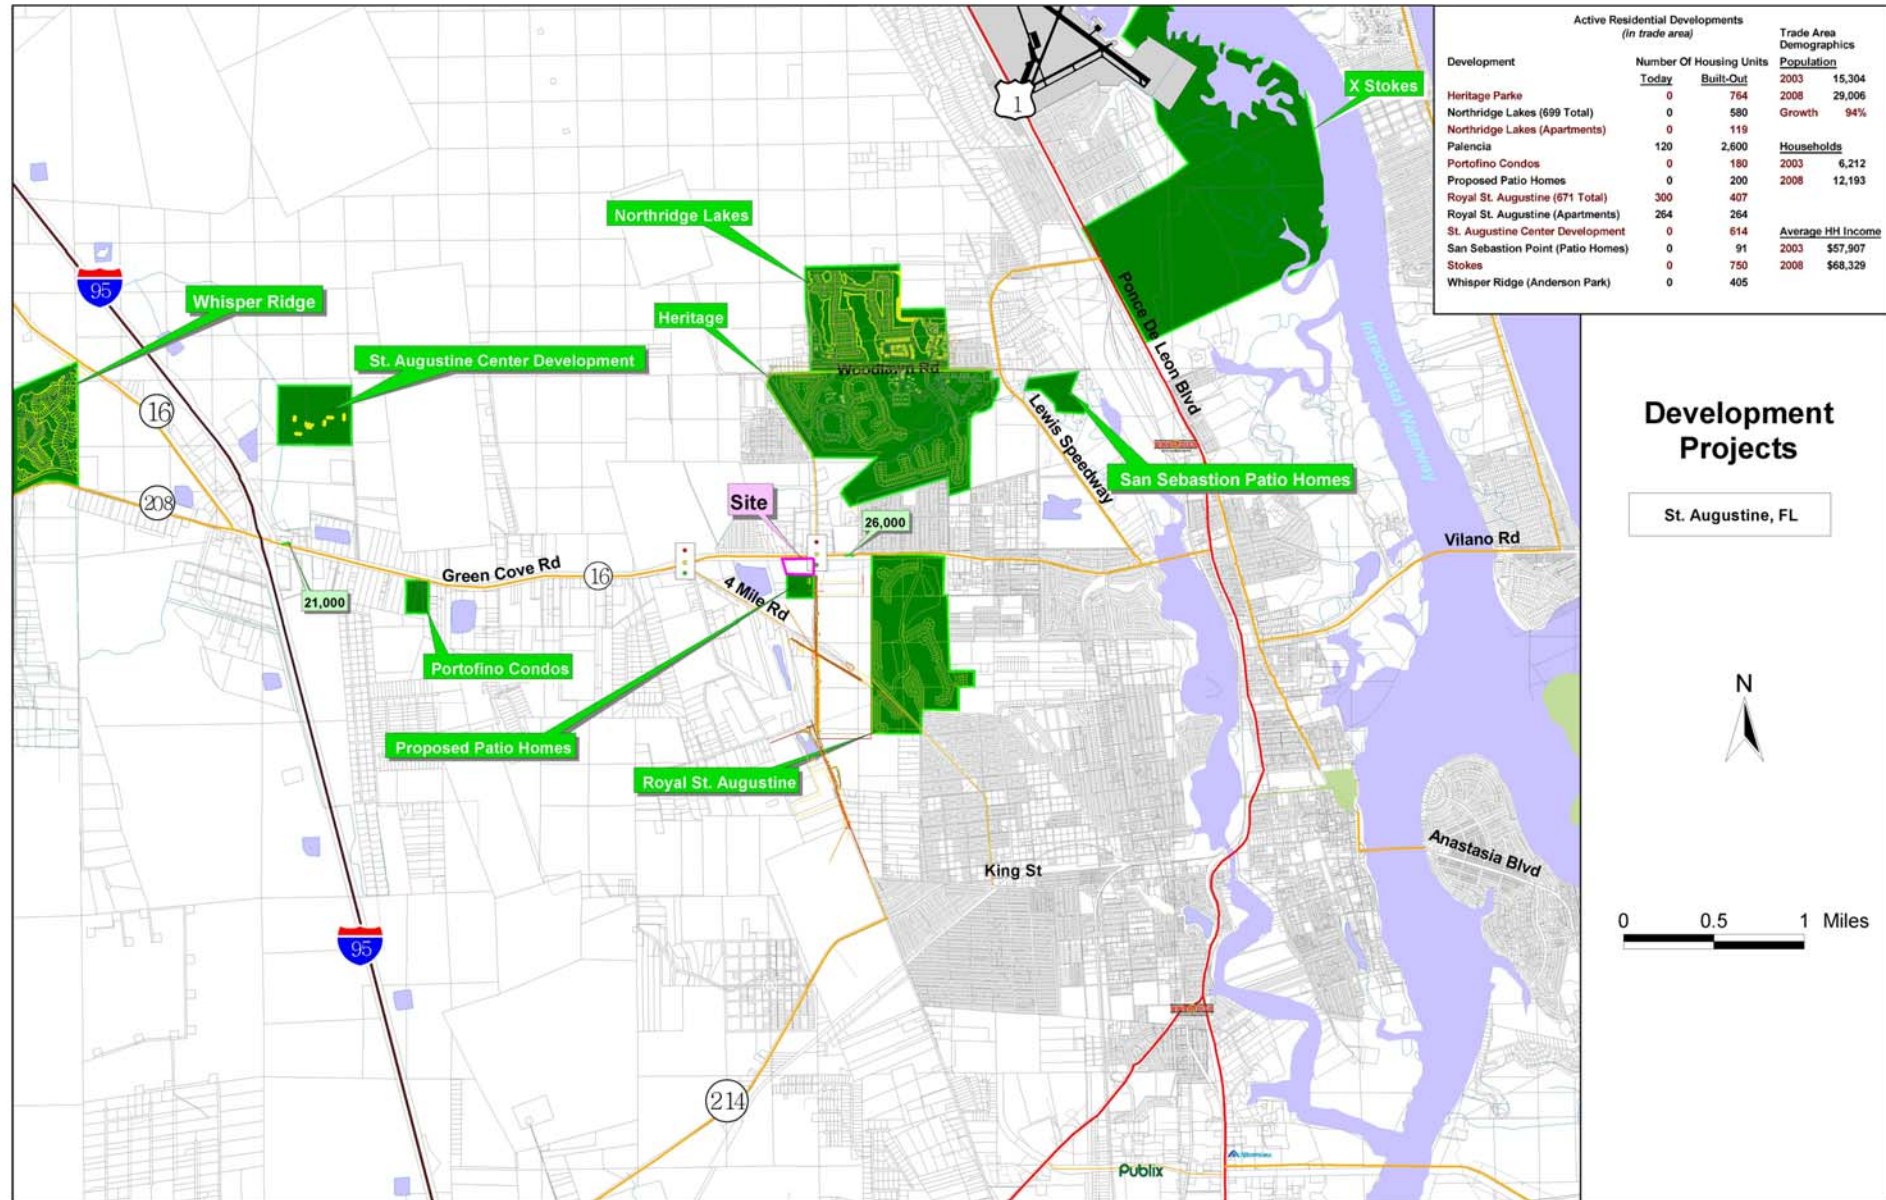 Active Residential Developments
(in trade area)
Trade Area
Demographics
Development Number Of Housing Units Population
Today Built-Out 2003 15,304
Heritage Parke 0 764 2008 29,006
Northridge Lakes (699 Total) 0 580 Growth 94%
Northridge Lakes (Apartments) 0 119
Palencia 120 2,600 Households
Portofino Condos 0 180 2003 6,212
Proposed Patio Homes 0 200 2008 12,193
Royal St. Augustine (671 Total) 300 407
Royal St. Augustine (Apartments) 264 264
St. Augustine Center Development 0 614 Average HH Income
San Sebastion Point (Patio Homes) 0 91 2003 $57,907
Stokes 0 750 2008 $68,329
Whisper Ridge (Anderson Park) 0 405
X Stokes
1
Northridge Lakes
95
Whisper Ridge
Heritage
St. Augustine Center Development
Woodlawn Rd
Ponce De Leon Blvd
Intracoastal Waterway
16
Lewis Speedway
San Sebastion Patio Homes
208
Site
26,000
Green Cove Rd
16
Vilano Rd
21,000
4 Mile Rd
Portofino Condos
Proposed Patio Homes
Royal St. Augustine
King St
Anastasia Blvd
95
214
Publix
Development
Projects
St. Augustine, FL
N
0 0.5 1 Miles